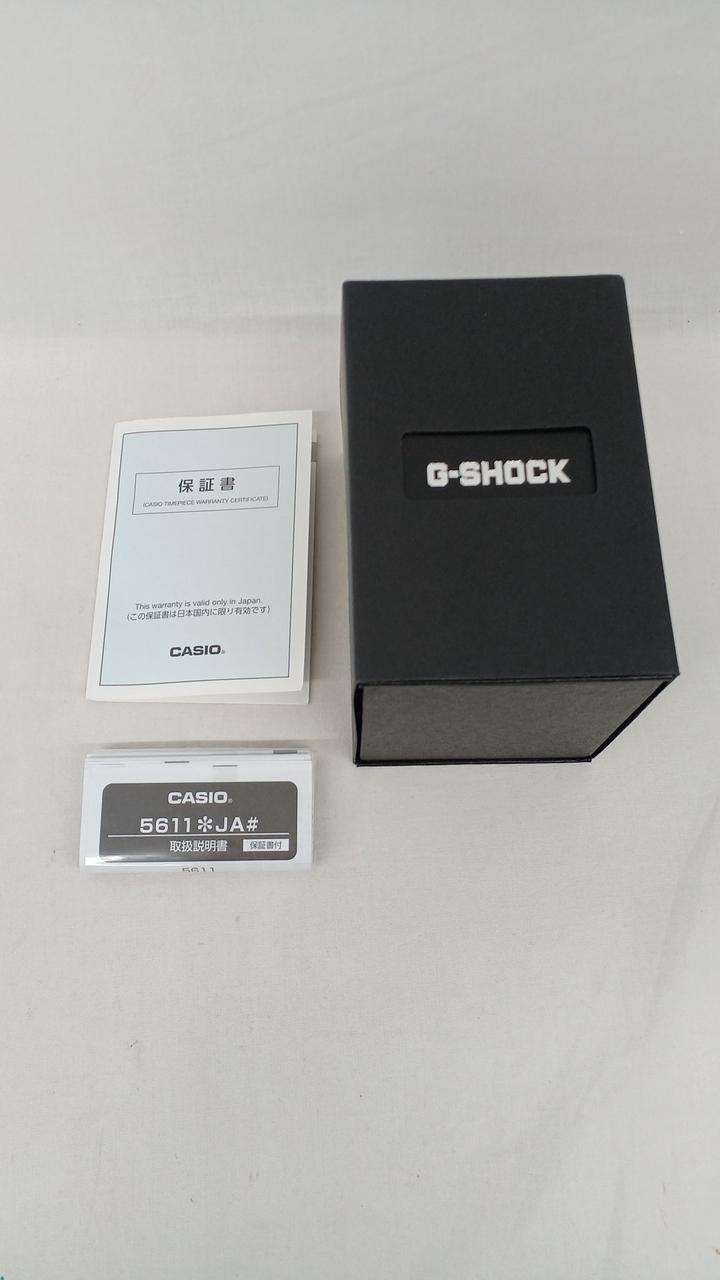 G-SHOCK
保証書
(CASIO TIMEPIECE WARRANTY CERTIFICATE)
This warranty is valid only in Japan.
(この保証書は日本国内に限り有効です)
CASIO®
CASIO®
5611✻JA#
取扱説明書 保証書付
5611